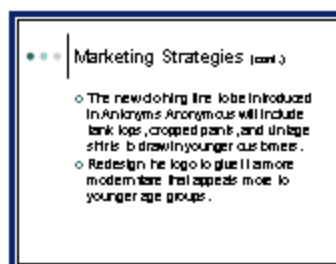 Marketing Strategies (cont.)
The new clothing line to be introduced
in Antonyms Anonymous will include
tank tops, cropped pants, and vintage
shirts to draw in younger customers.
Redesign the logo to give it a more
modern flare that appeals more to
younger age groups.